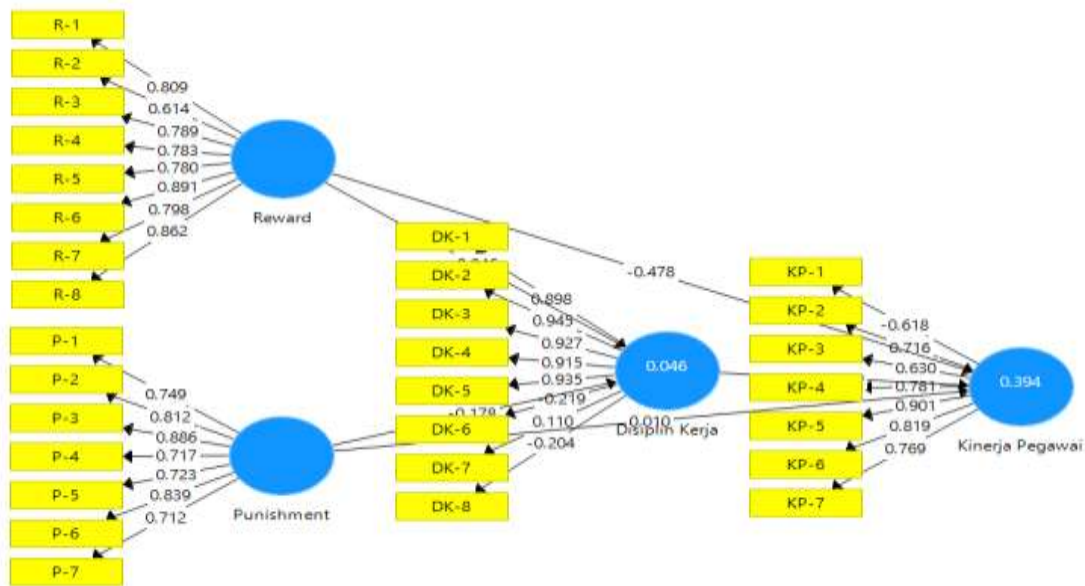 R-1
R-2
R-3
R-4
R-5
R-6
R-7
R-8
0.809
0.614
0.789
0.783
0.780
0.891
0.798
0.862
Reward
P-1
P-2
P-3
P-4
P-5
P-6
P-7
0.749
0.812
0.886
0.717
0.723
0.839
0.712
Punishment
DK-1
DK-2
DK-3
DK-4
DK-5
DK-6
DK-7
DK-8
0.898
0.945
0.927
0.915
0.935
-0.219
0.110
-0.204
-0.178
0.046
Disiplin Kerja
0.010
-0.478
KP-1
KP-2
KP-3
KP-4
KP-5
KP-6
KP-7
-0.618
0.716
0.630
0.781
0.901
0.819
0.769
0.394
Kinerja Pegawai